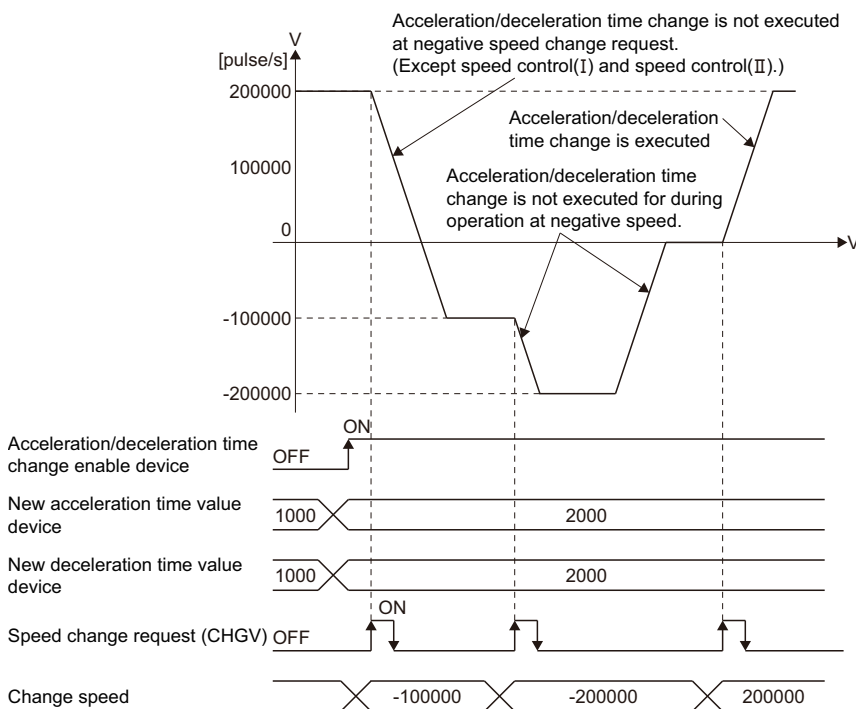 Acceleration/deceleration time change is not executed
at negative speed change request.
(Except speed control(I) and speed control(II).)
V
[pulse/s]
200000
Acceleration/deceleration
time change is executed
100000
Acceleration/deceleration time
change is not executed for during
operation at negative speed.
0
V
-100000
-200000
ON
Acceleration/deceleration time
change enable device
OFF
New acceleration time value
device
1000
2000
New deceleration time value
device
1000
2000
ON
Speed change request (CHGV)
OFF
Change speed
-100000
-200000
200000